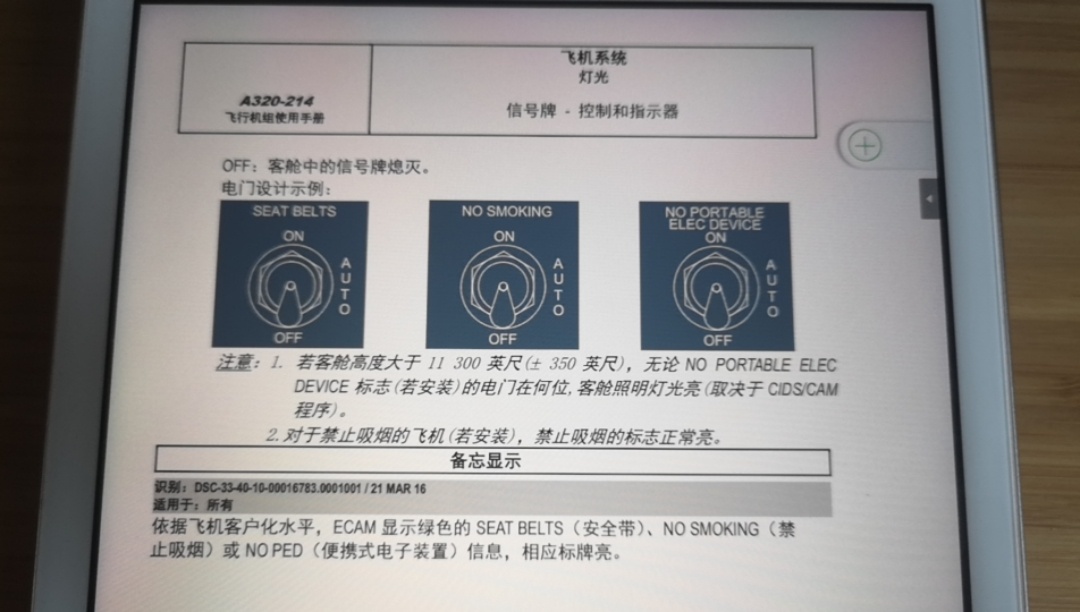 飞机系统
灯光
A320-214
飞行机组使用手册
信号牌 - 控制和指示器
OFF：客舱中的信号牌熄灭。
电门设计示例：
SEAT BELTS
ON
AUTO
OFF
NO SMOKING
ON
AUTO
OFF
NO PORTABLE
ELEC DEVICE
ON
AUTO
OFF
注意：1. 若客舱高度大于 11 300 英尺(± 350 英尺)，无论 NO PORTABLE ELEC
DEVICE 标志(若安装)的电门在何位,客舱照明灯光亮(取决于 CIDS/CAM
程序)。
2.对于禁止吸烟的飞机(若安装)，禁止吸烟的标志正常亮。
备忘显示
识别：DSC-33-40-10-00016783.0001001 / 21 MAR 16
适用于：所有
依据飞机客户化水平，ECAM 显示绿色的 SEAT BELTS（安全带）、NO SMOKING（禁
止吸烟）或 NO PED（便携式电子装置）信息，相应标牌亮。